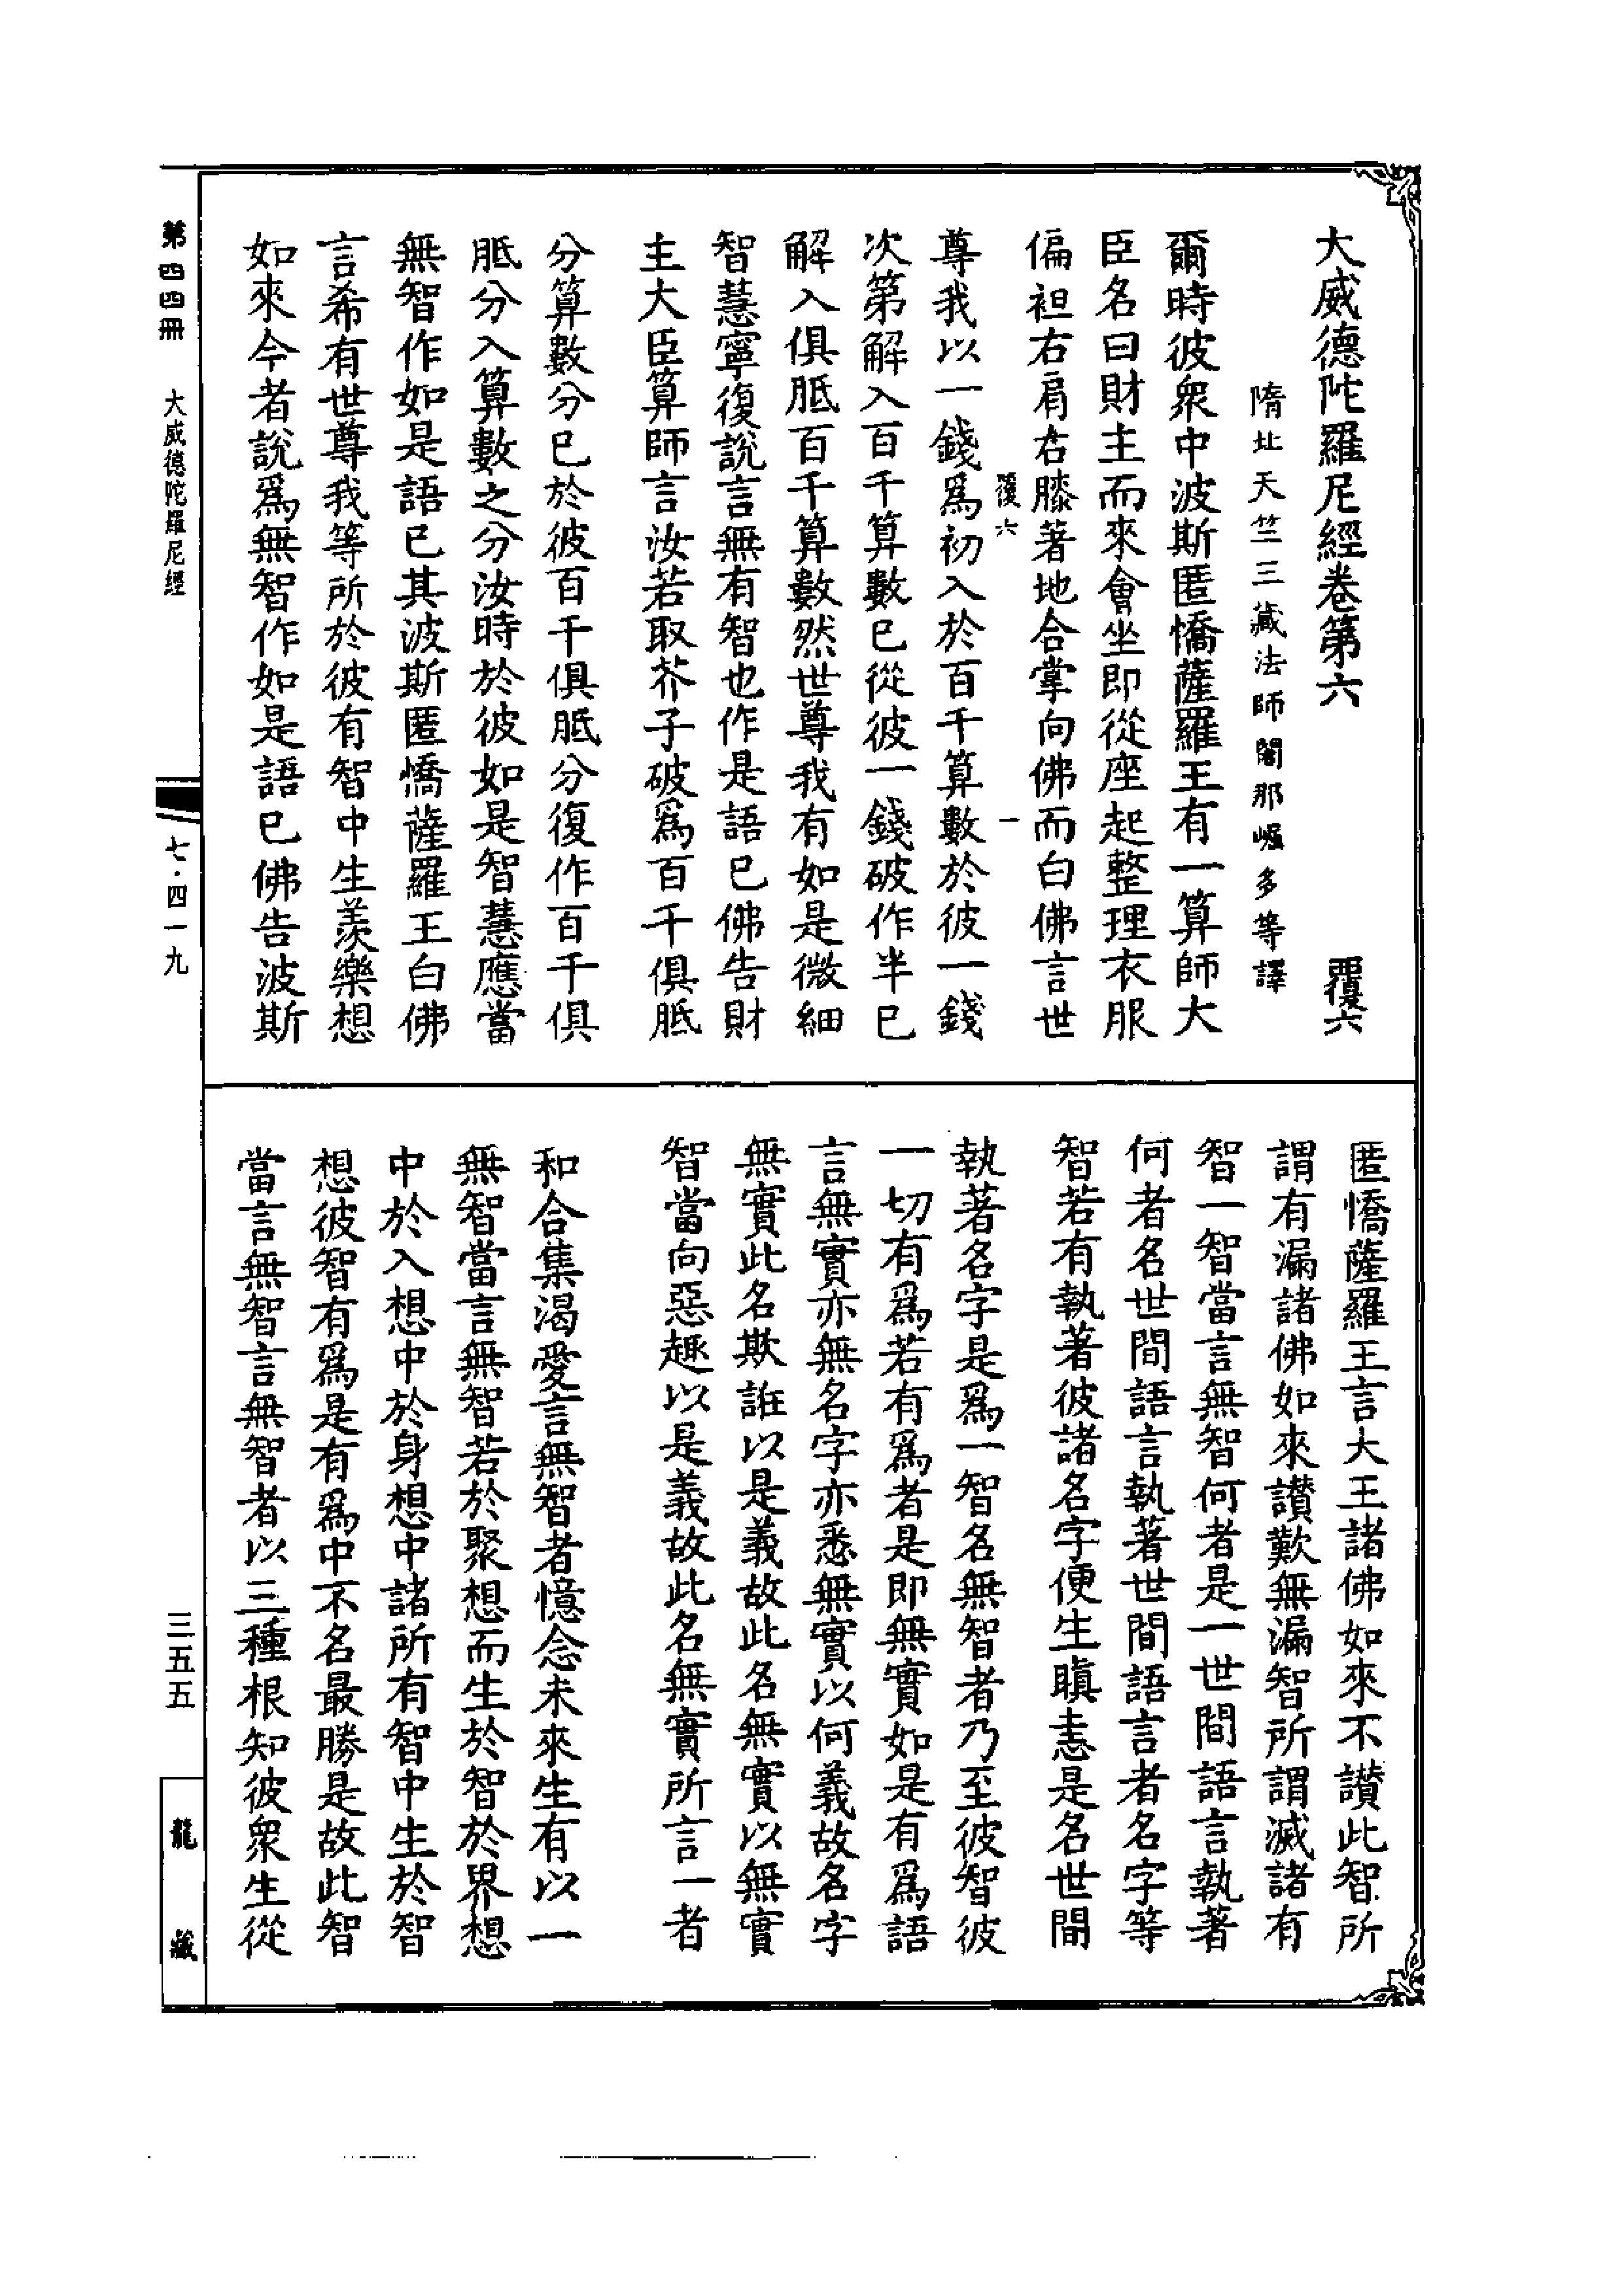 大威德陀羅尼經卷第六　覆六
隋北天竺三藏法師闍那崛多等譯
爾時彼衆中波斯匿憍薩羅王有一算師大
臣名曰財主而來會坐即從座起整理衣服
偏袒右肩右膝著地合掌向佛而白佛言世
覆六　一
尊我以一錢爲初入於百千算數於彼一錢
次第解入百千算數已從彼一錢破作半已
解入俱胝百千算數然世尊我有如是微細
智慧寧復說言無有智也作是語已佛告財
主大臣算師言汝若取芥子破爲百千俱胝
分算數分已於彼百千俱胝分復作百千俱
胝分入算數之分汝時於彼如是智慧應當
無智作如是語已其波斯匿憍薩羅王白佛
言希有世尊我等所於彼有智中生羨樂想
如來今者說爲無智作如是語已佛告波斯
匿憍薩羅王言大王諸佛如來不讃此智所
謂有漏諸佛如來讃歎無漏智所謂滅諸有
智一智當言無智何者是一世間語言執著
何者名世間語言執著世間語言者名字等
智若有執著彼諸名字便生瞋恚是名世間
執著名字是爲一智名無智者乃至彼智彼
一切有爲若有爲者是即無實如是有爲語
言無實亦無名字亦悉無實以何義故名字
無實此名欺誑以是義故此名無實以無實
智當向惡趣以是義故此名無實所言一者
和合集渴愛言無智者憶念未來生有以一
無智當言無智若於聚想而生於智於界想
中於入想中於身想中諸所有智中生於智
想彼智有爲是有爲中不名最勝是故此智
當言無智言無智者以三種根知彼衆生從
第四四冊　大威德陀羅尼經　七·四一九　三五五　龍藏